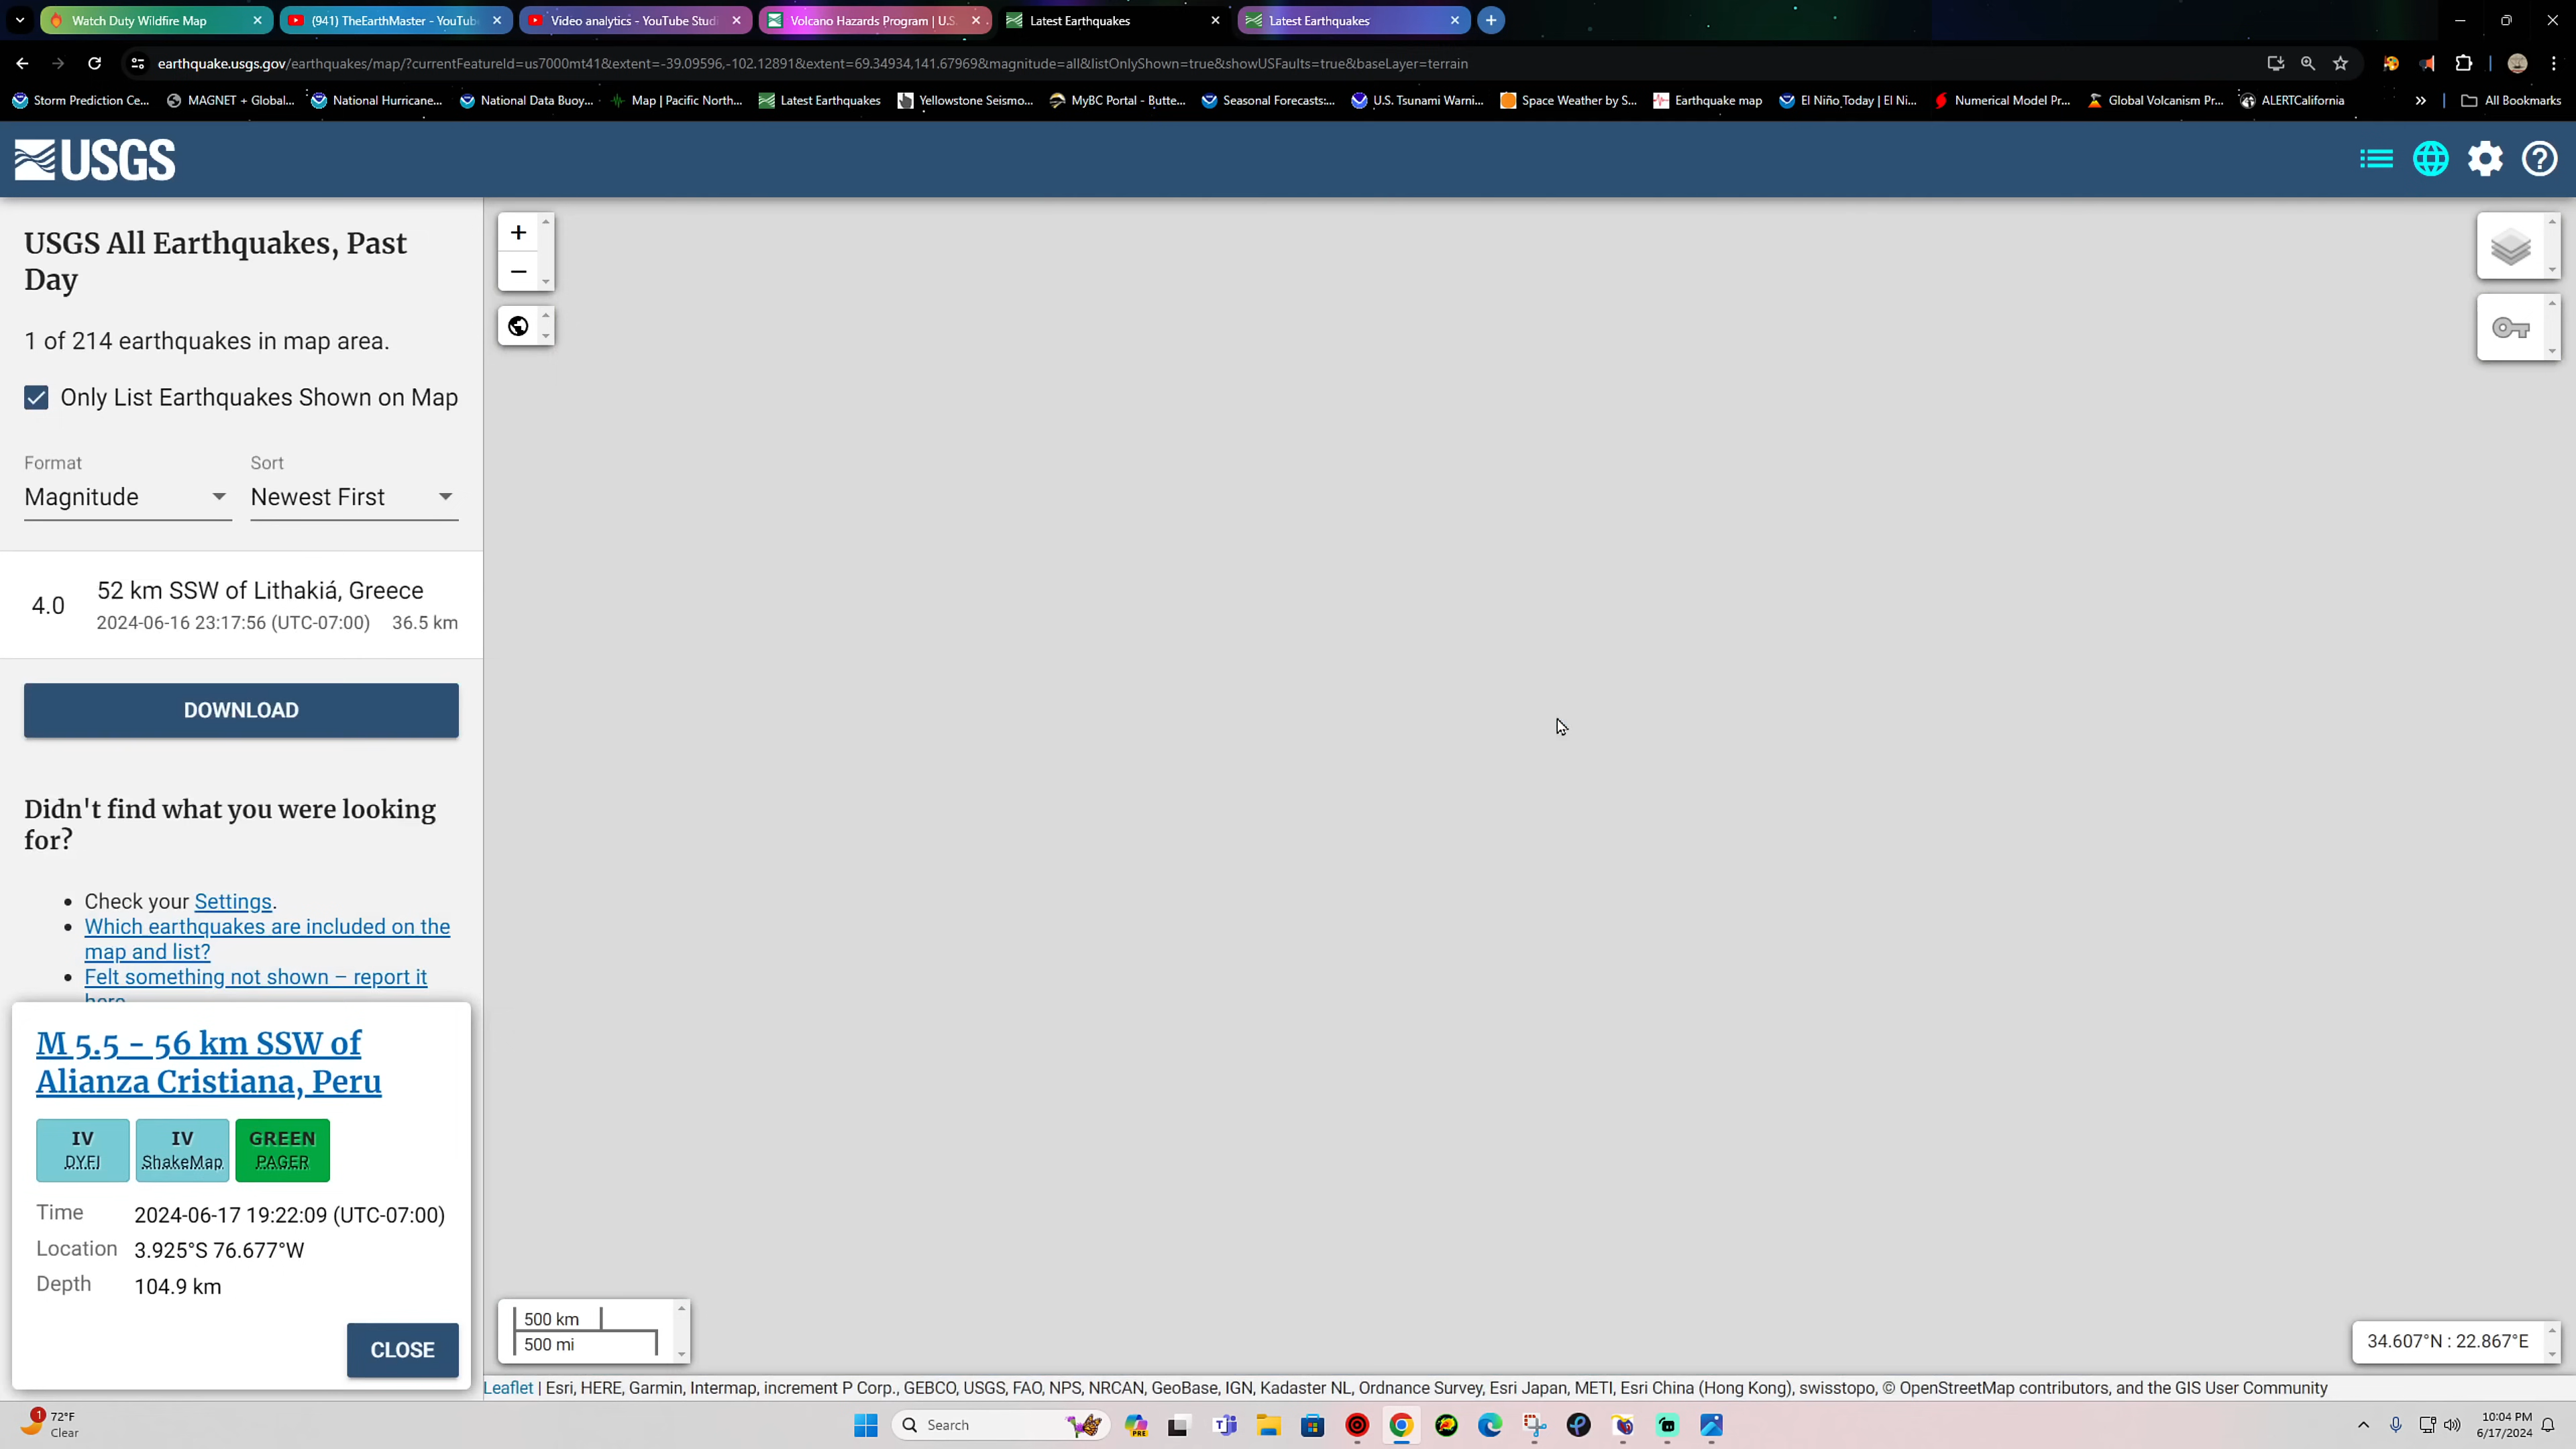 Watch Duty Wildfire Map
(941) TheEarthMaster - YouTube
Video analytics - YouTube Studi
Volcano Hazards Program | U.S.
Latest Earthquakes
Latest Earthquakes
earthquake.usgs.gov/earthquakes/map/?currentFeatureId=us7000mt41&extent=-39.09596,-102.12891&extent=69.34934,141.67969&magnitude=all&listOnlyShown=true&showUSFaults=true&baseLayer=terrain
Storm Prediction Ce...
MAGNET + Global...
National Hurricane...
National Data Buoy...
Map | Pacific North...
Latest Earthquakes
Yellowstone Seismo...
MyBC Portal - Butte...
Seasonal Forecasts:...
U.S. Tsunami Warni...
Space Weather by S...
Earthquake map
El Niño Today | El Ni...
Numerical Model Pr...
Global Volcanism Pr...
ALERTCalifornia
All Bookmarks
USGS
USGS All Earthquakes, Past
Day
1 of 214 earthquakes in map area.
Only List Earthquakes Shown on Map
Format
Sort
Magnitude
Newest First
4.0
52 km SSW of Lithakiá, Greece
2024-06-16 23:17:56 (UTC-07:00) 36.5 km
DOWNLOAD
Didn't find what you were looking
for?
Check your Settings.
Which earthquakes are included on the
map and list?
Felt something not shown – report it
here
M 5.5 - 56 km SSW of
Alianza Cristiana, Peru
IV
DYFI
IV
ShakeMap
GREEN
PAGER
Time 2024-06-17 19:22:09 (UTC-07:00)
Location 3.925°S 76.677°W
Depth 104.9 km
CLOSE
+
−
500 km
500 mi
34.607°N : 22.867°E
Leaflet | Esri, HERE, Garmin, Intermap, increment P Corp., GEBCO, USGS, FAO, NPS, NRCAN, GeoBase, IGN, Kadaster NL, Ordnance Survey, Esri Japan, METI, Esri China (Hong Kong), swisstopo, © OpenStreetMap contributors, and the GIS User Community
1
72°F
Clear
Search
PRE
10:04 PM
6/17/2024